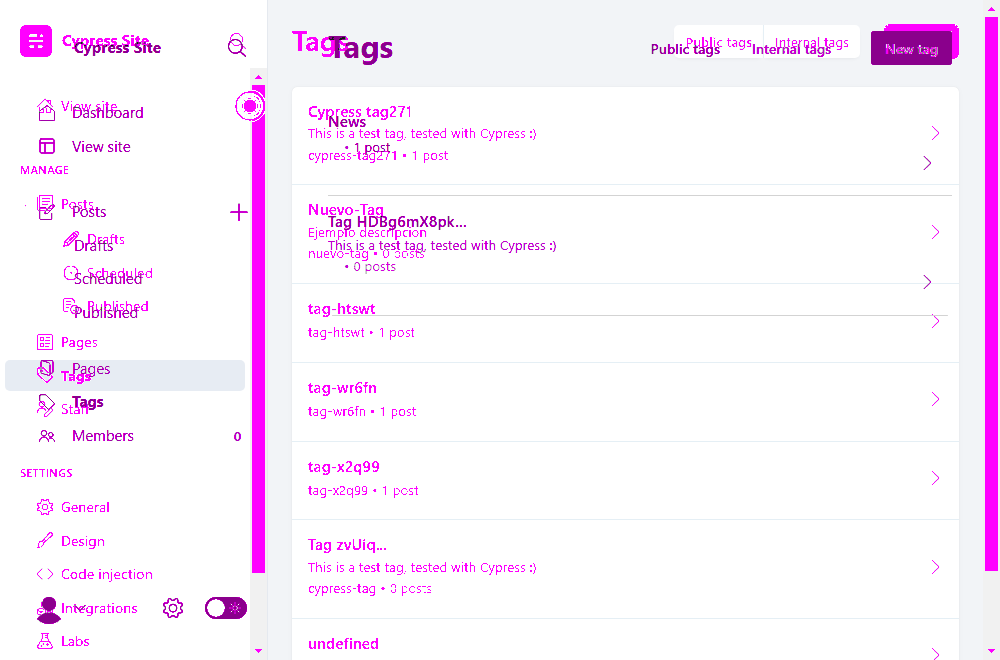 Cypress Site
Cypress Site
View site
Dashboard
View site
MANAGE
Posts
Posts
Drafts
Drafts
Scheduled
Scheduled
Published
Published
Pages
Pages
Tags
Tags
Staff
Members 0
SETTINGS
General
Design
Code injection
Integrations
Labs
Tags
Tags
Public tags Internal tags
Public tags Internal tags
New tag
Cypress tag271
News
This is a test tag, tested with Cypress :)
• 1 post
cypress-tag271 • 1 post
Nuevo-Tag
Tag HDBg6mX8pk...
Ejemplo descripcion
This is a test tag, tested with Cypress :)
nuevo-tag • 0 posts
• 0 posts
tag-htswt
tag-htswt • 1 post
tag-wr6fn
tag-wr6fn • 1 post
tag-x2q99
tag-x2q99 • 1 post
Tag zvUiq...
This is a test tag, tested with Cypress :)
cypress-tag • 0 posts
undefined